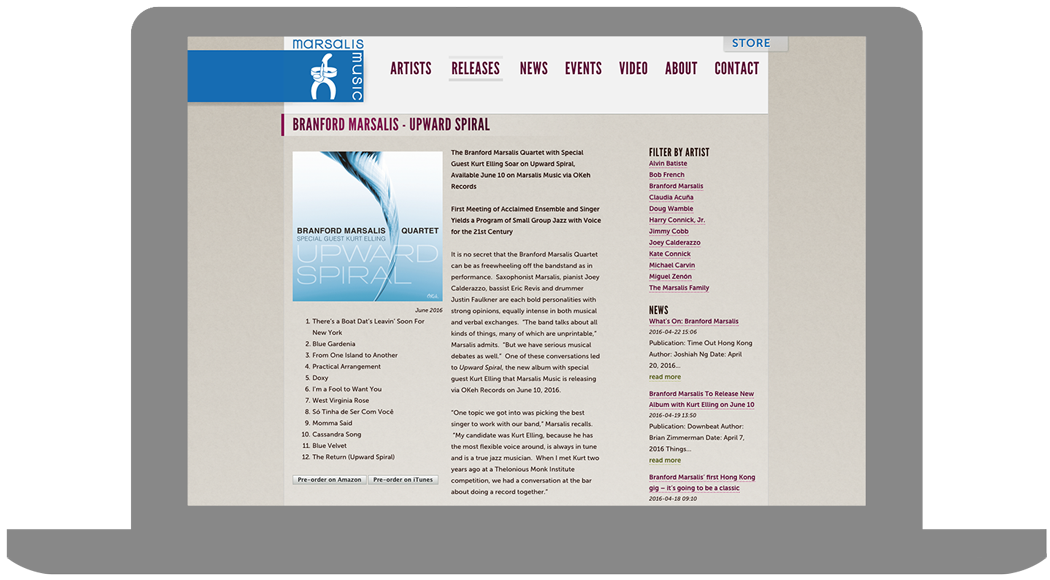 marsalis
music
STORE
ARTISTS RELEASES NEWS EVENTS VIDEO ABOUT CONTACT
BRANFORD MARSALIS - UPWARD SPIRAL
BRANFORD MARSALIS QUARTET
SPECIAL GUEST KURT ELLING
UPWARD
SPIRAL
June 2016
1. There's a Boat Dat's Leavin' Soon For
New York
2. Blue Gardenia
3. From One Island to Another
4. Practical Arrangement
5. Doxy
6. I'm a Fool to Want You
7. West Virginia Rose
8. Só Tinha de Ser Com Você
9. Momma Said
10. Cassandra Song
11. Blue Velvet
12. The Return (Upward Spiral)
Pre-order on Amazon Pre-order on iTunes
The Branford Marsalis Quartet with Special
Guest Kurt Elling Soar on Upward Spiral,
Available June 10 on Marsalis Music via OKeh
Records
First Meeting of Acclaimed Ensemble and Singer
Yields a Program of Small Group Jazz with Voice
for the 21st Century
It is no secret that the Branford Marsalis Quartet
can be as freewheeling off the bandstand as in
performance. Saxophonist Marsalis, pianist Joey
Calderazzo, bassist Eric Revis and drummer
Justin Faulkner are each bold personalities with
strong opinions, equally intense in both musical
and verbal exchanges. "The band talks about all
kinds of things, many of which are unprintable,"
Marsalis admits. "But we have serious musical
debates as well." One of these conversations led
to Upward Spiral, the new album with special
guest Kurt Elling that Marsalis Music is releasing
via OKeh Records on June 10, 2016.
"One topic we got into was picking the best
singer to work with our band," Marsalis recalls.
"My candidate was Kurt Elling, because he has
the most flexible voice around, is always in tune
and is a true jazz musician. When I met Kurt two
years ago at a Thelonious Monk Institute
competition, we had a conversation at the bar
about doing a record together."
FILTER BY ARTIST
Alvin Batiste
Bob French
Branford Marsalis
Claudia Acuña
Doug Wamble
Harry Connick, Jr.
Jimmy Cobb
Joey Calderazzo
Kate Connick
Michael Carvin
Miguel Zenón
The Marsalis Family
NEWS
What's On: Branford Marsalis
2016-04-22 15:06
Publication: Time Out Hong Kong
Author: Joshiah Ng Date: April
20, 2016...
read more
Branford Marsalis To Release New
Album with Kurt Elling on June 10
2016-04-19 13:50
Publication: Downbeat Author:
Brian Zimmerman Date: April 7,
2016 Things...
read more
Branford Marsalis' first Hong Kong
gig – it's going to be a classic
2016-04-18 09:10